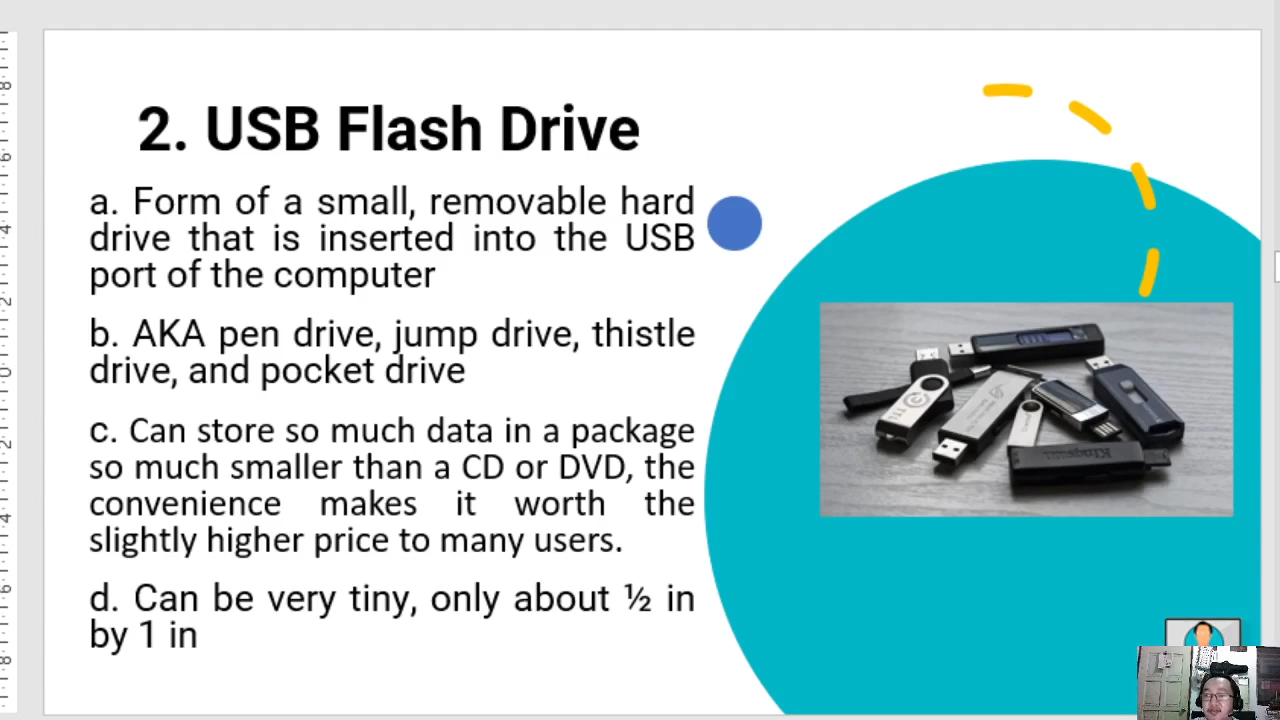 2. USB Flash Drive
a. Form of a small, removable hard
drive that is inserted into the USB
port of the computer
b. AKA pen drive, jump drive, thistle
drive, and pocket drive
c. Can store so much data in a package
so much smaller than a CD or DVD, the
convenience makes it worth the
slightly higher price to many users.
d. Can be very tiny, only about ½ in
by 1 in